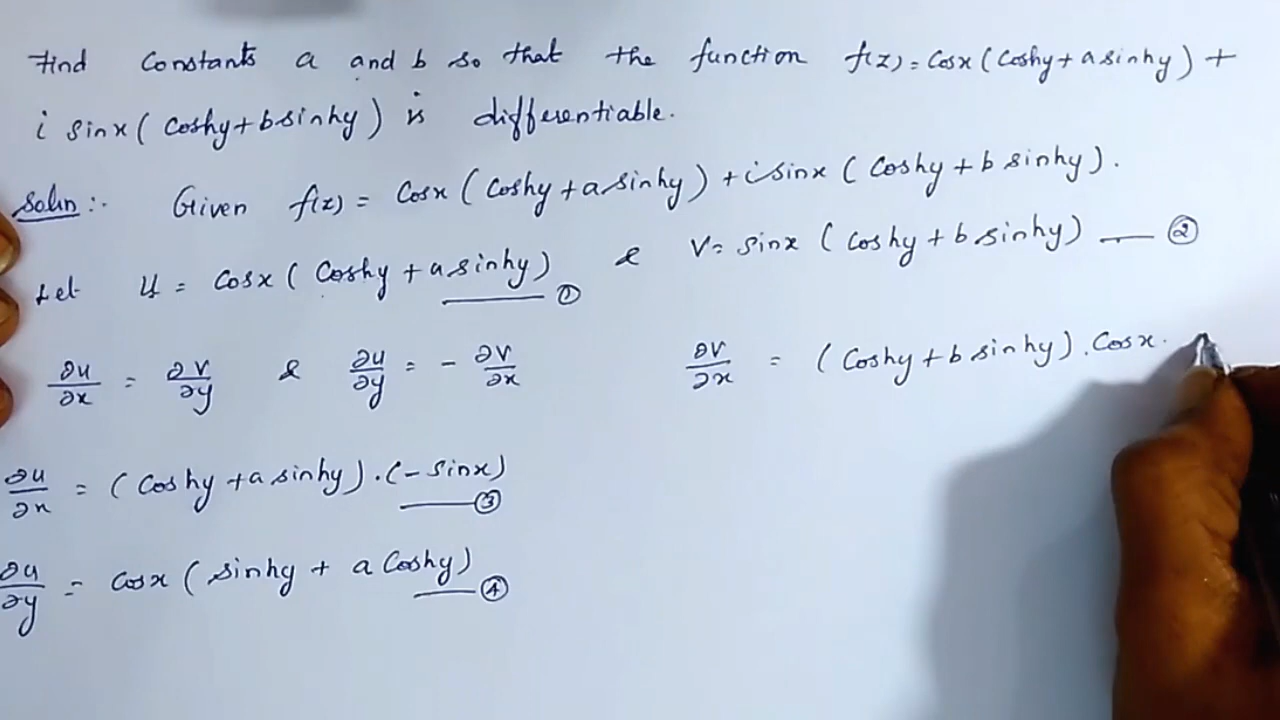 Find constants a and b so that the function f(z) = Cosx (Coshy + a sinhy) +
i sinx (Coshy + b sinhy) is differentiable.
Soln :- Given f(z) = Cosx (Coshy + a sinhy) + i sinx (Coshy + b sinhy).
Let u = Cosx (Coshy + a sinhy) —— ① & V = sinx (Coshy + b sinhy) —— ②
∂u/∂x = ∂v/∂y & ∂u/∂y = - ∂v/∂x
∂v/∂x = (Coshy + b sinhy) . Cosx .
∂u/∂x = (Coshy + a sinhy) . (- sinx) —— ③
∂u/∂y = Cosx (sinhy + a Coshy) —— ④